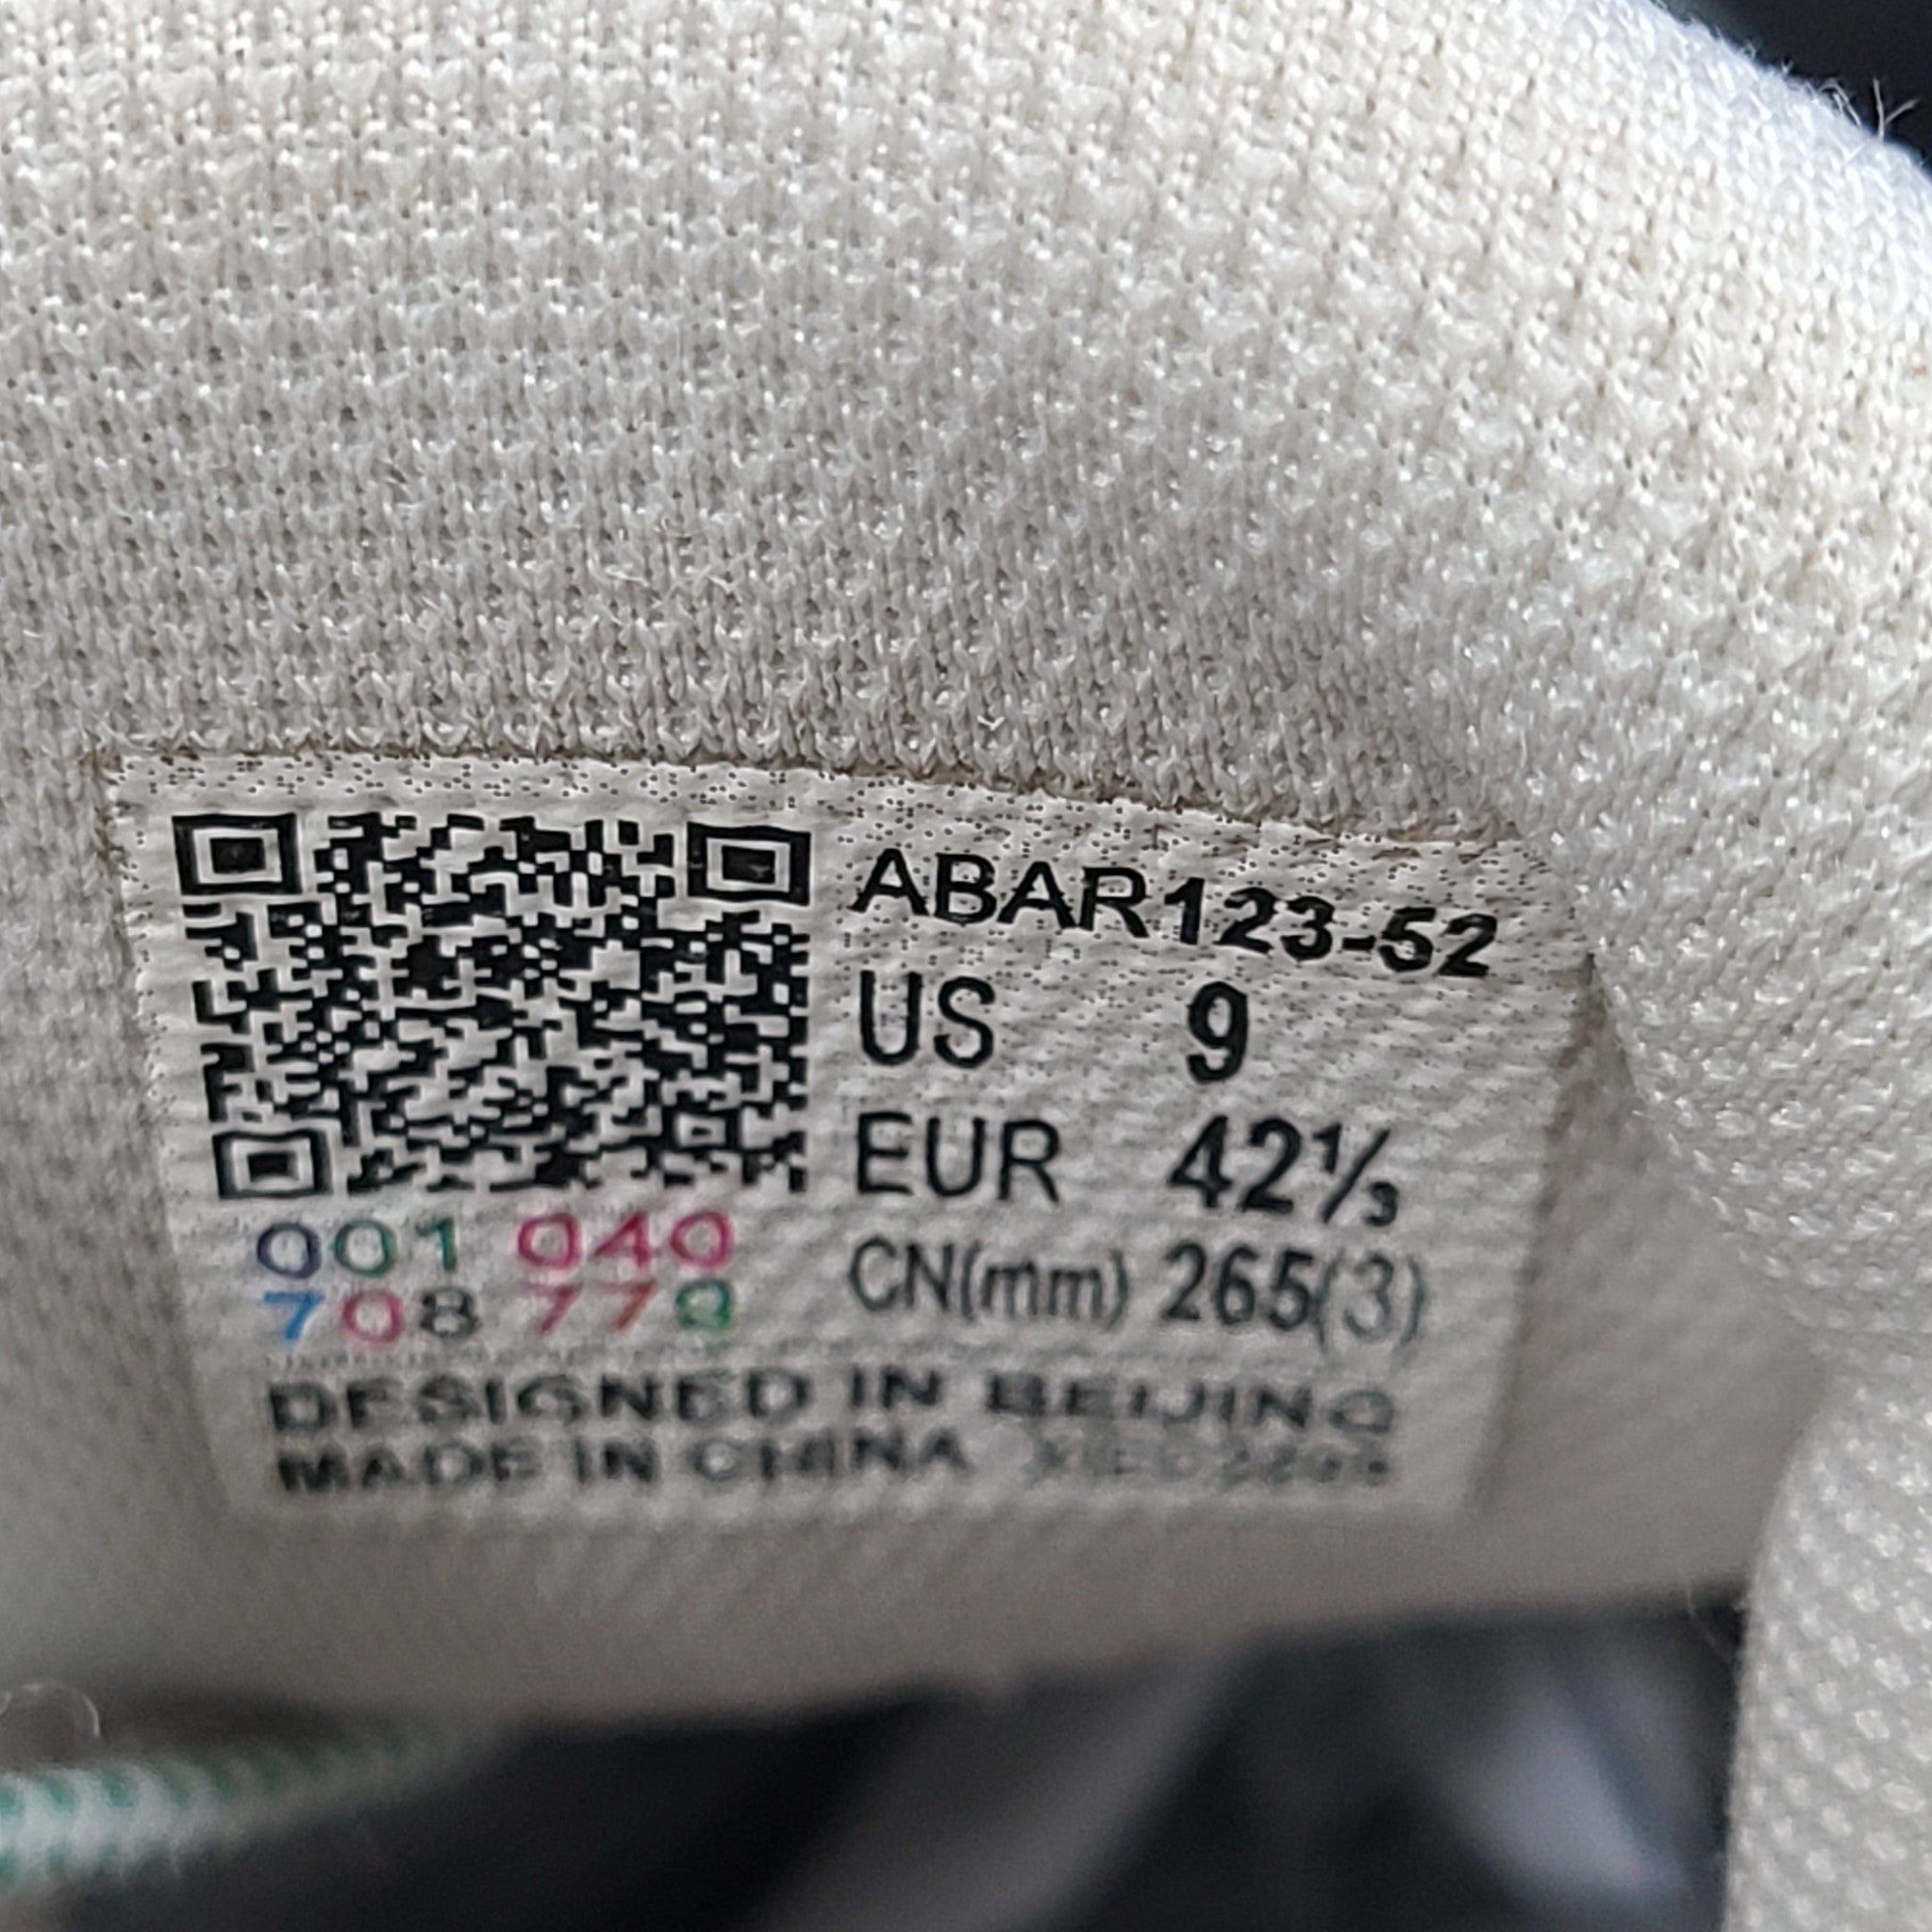 ABAR123-52
US 9
EUR 42⅓
CN(mm) 265(3)
001 040
708 778
DESIGNED IN BEIJING
MADE IN CHINA